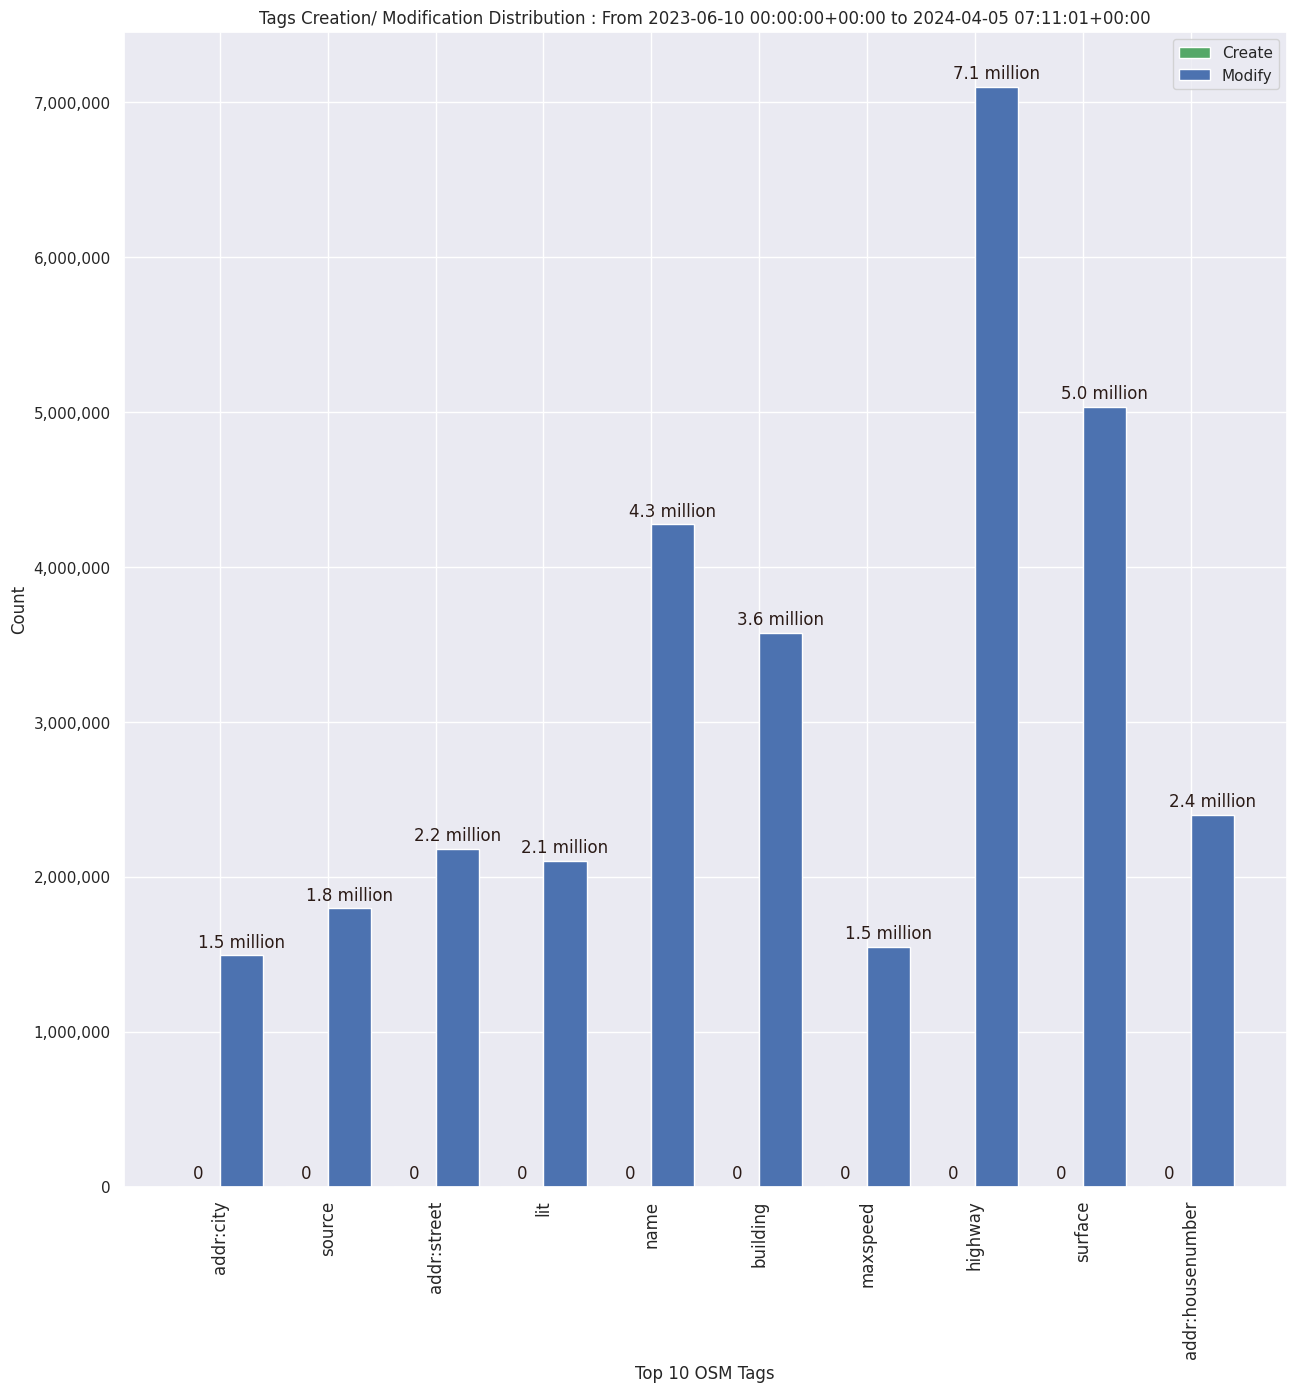 Tags Creation/ Modification Distribution : From 2023-06-10 00:00:00+00:00 to 2024-04-05 07:11:01+00:00
Create
Modify
Count
7,000,000
6,000,000
5,000,000
4,000,000
3,000,000
2,000,000
1,000,000
0
7.1 million
5.0 million
4.3 million
3.6 million
2.4 million
2.2 million
2.1 million
1.8 million
1.5 million
1.5 million
0 0 0 0 0 0 0 0 0 0
addr:city
source
addr:street
lit
name
building
maxspeed
highway
surface
addr:housenumber
Top 10 OSM Tags